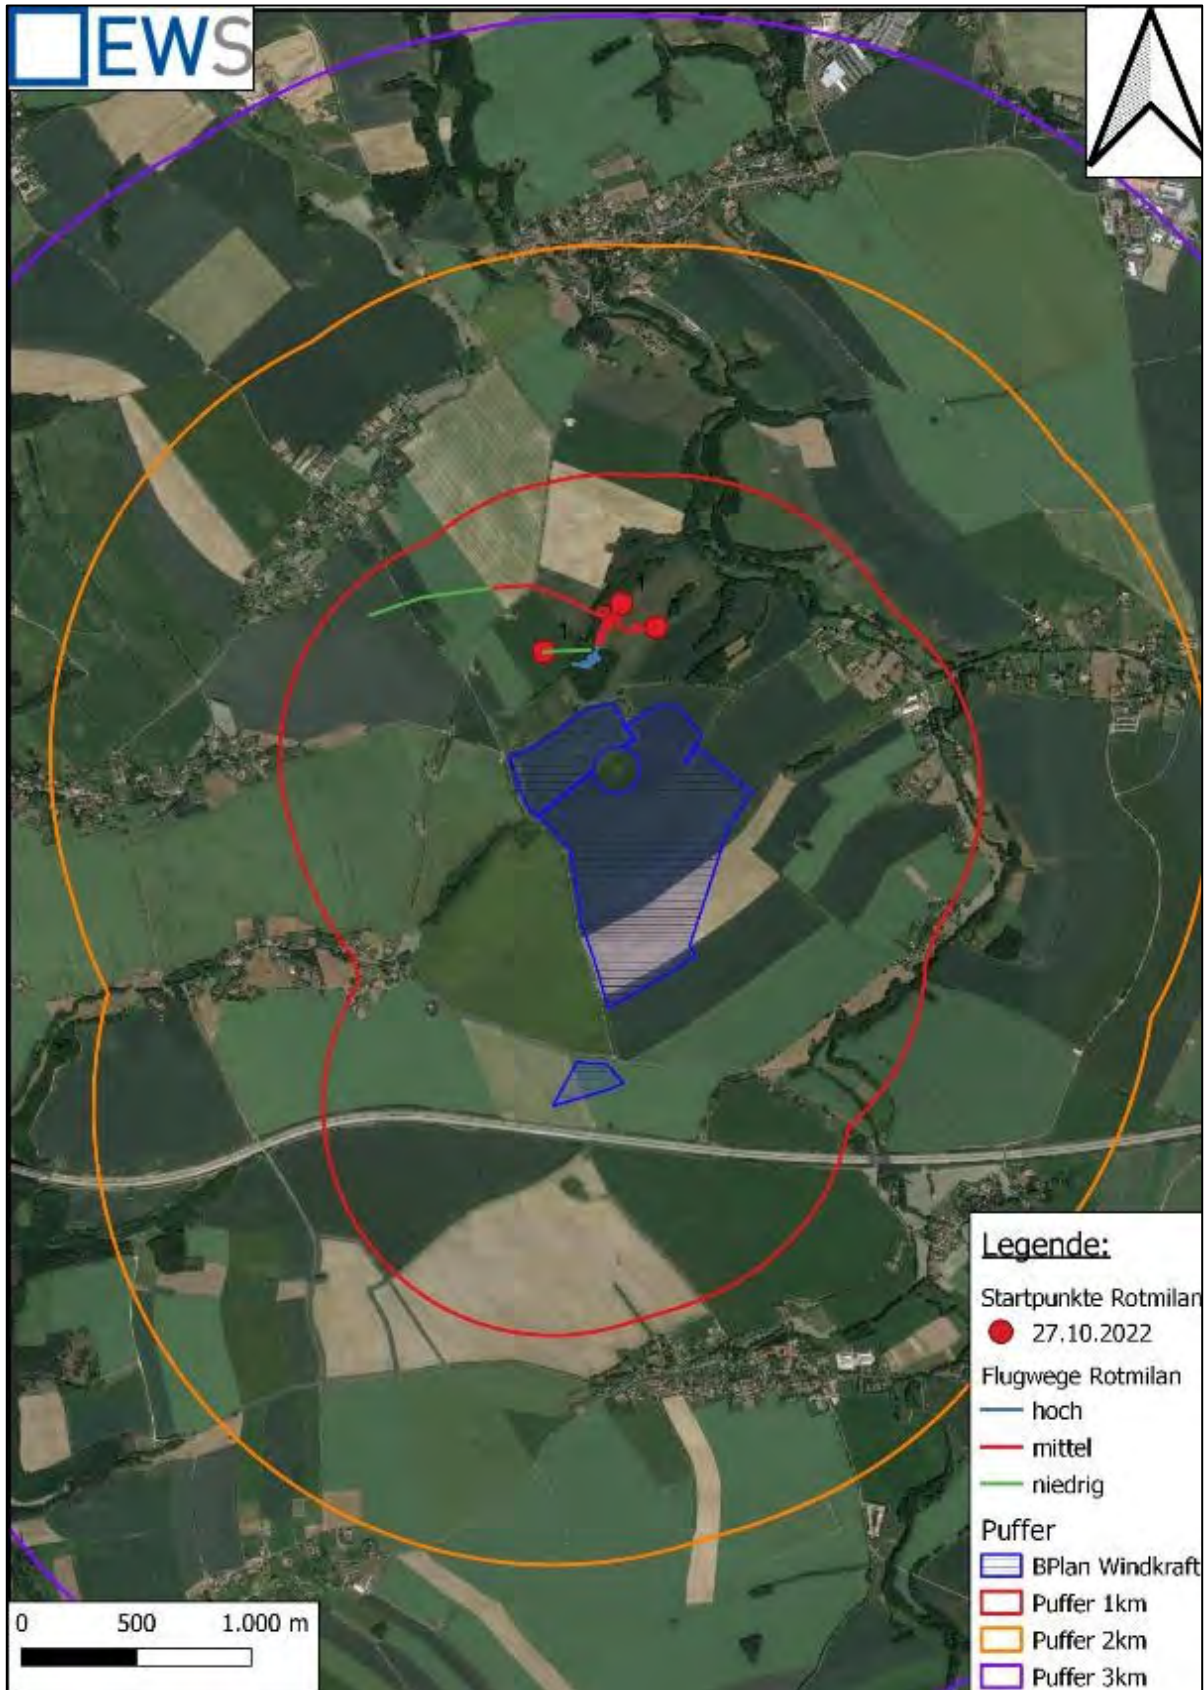 EWS
Legende:
Startpunkte Rotmilan
27.10.2022
Flugwege Rotmilan
hoch
mittel
niedrig
Puffer
BPlan Windkraft
Puffer 1km
Puffer 2km
Puffer 3km
0 500 1.000 m